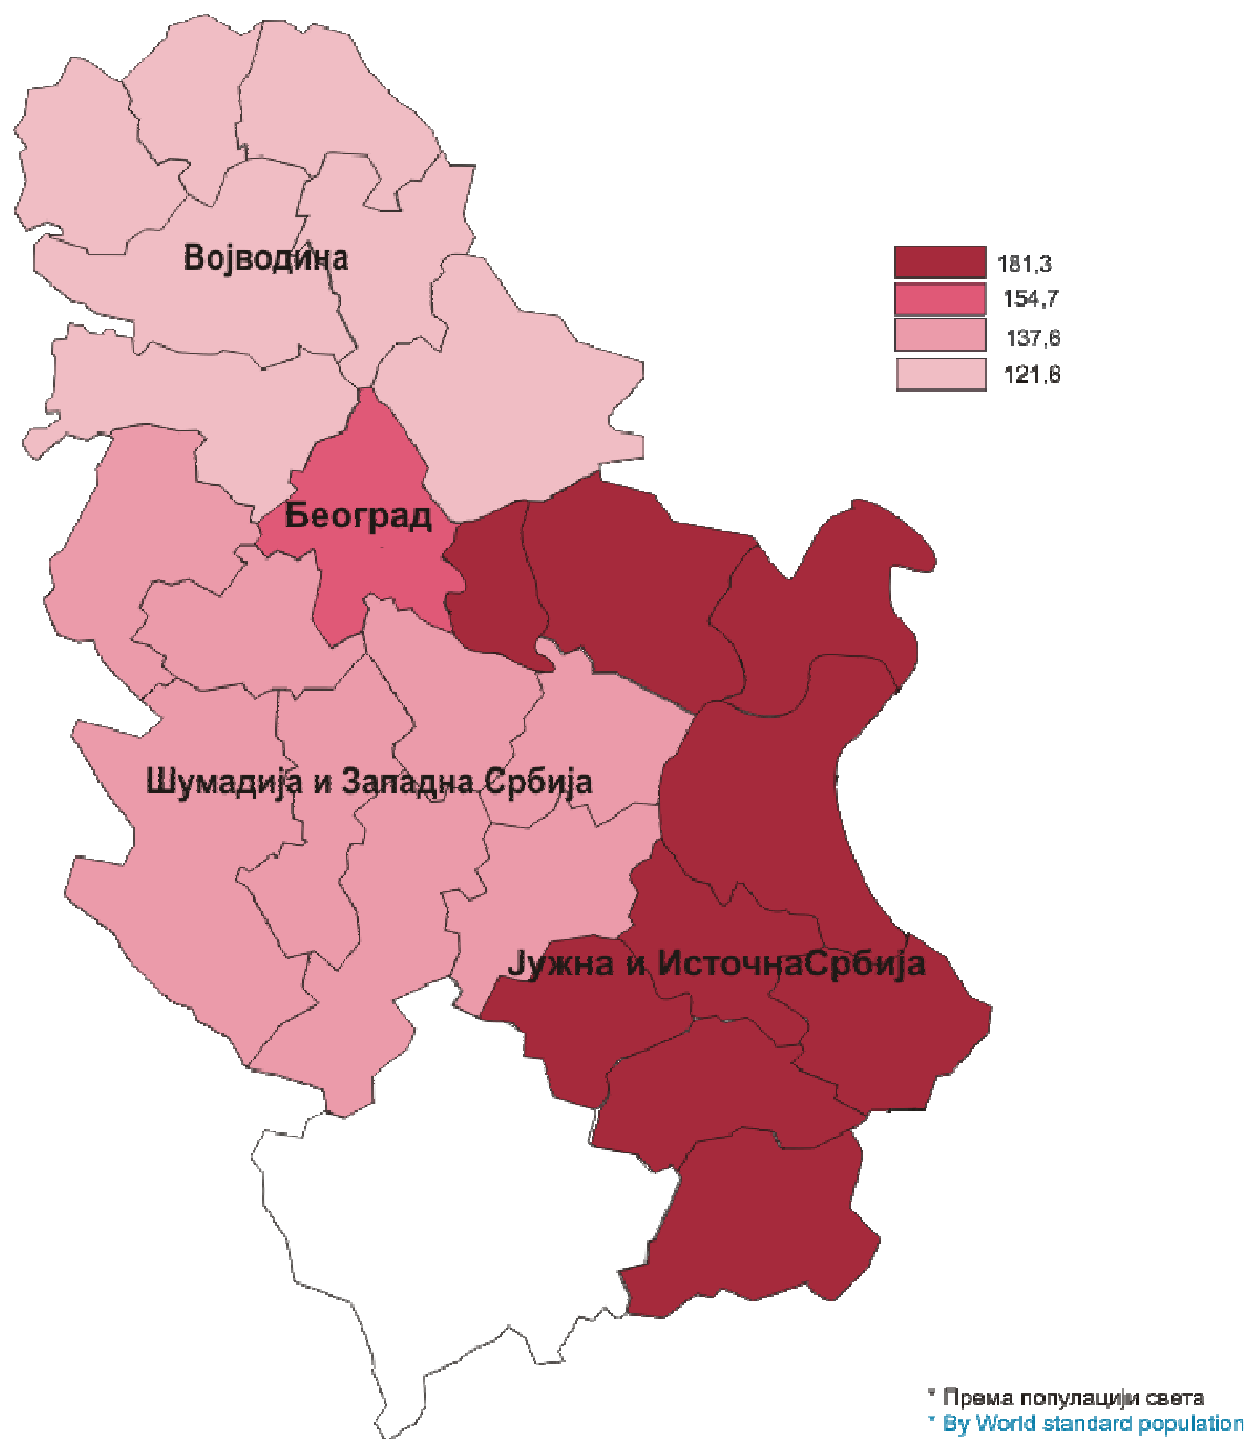 Војводина
181,3
154,7
137,6
121,6
Београд
Шумадија и Западна Србија
Јужна и ИсточнаСрбија
* Према популацији света
* By World standard population